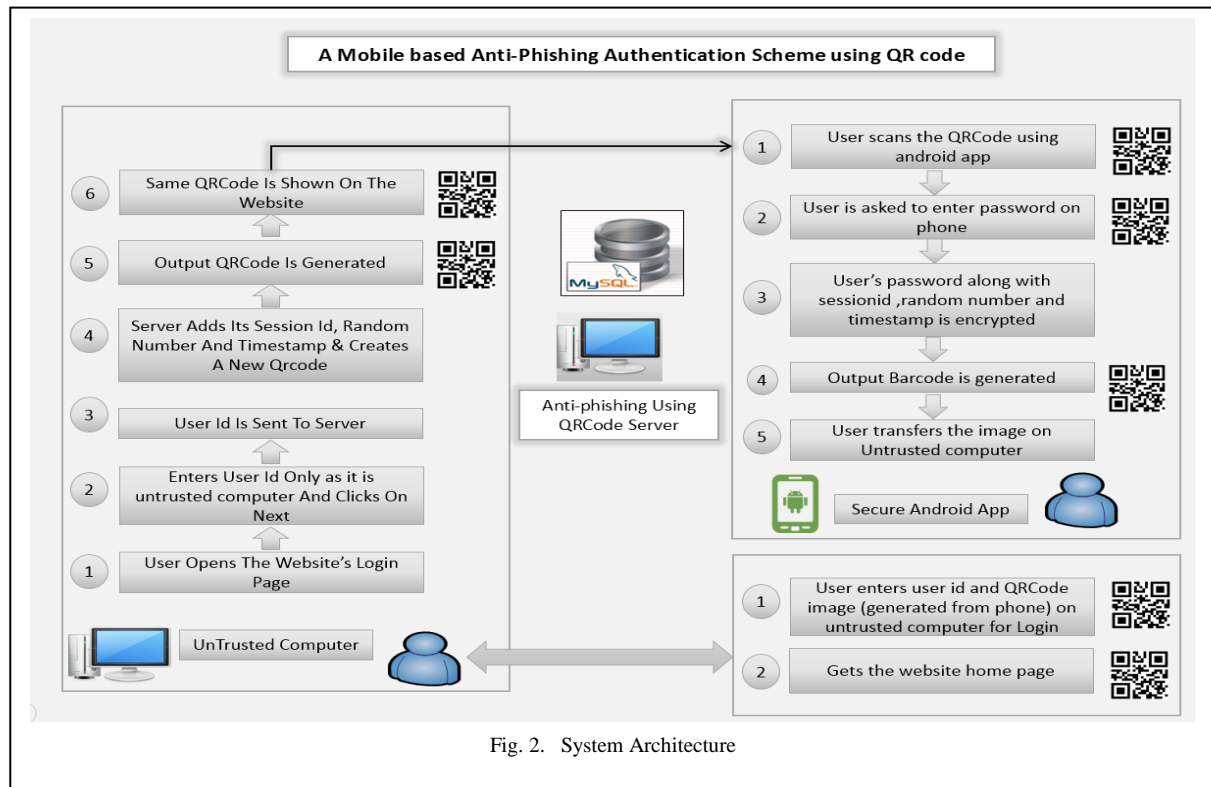 A Mobile based Anti-Phishing Authentication Scheme using QR code
6
Same QRCode Is Shown On The
Website
5
Output QRCode Is Generated
4
Server Adds Its Session Id, Random
Number And Timestamp & Creates
A New Qrcode
3
User Id Is Sent To Server
2
Enters User Id Only as it is
untrusted computer And Clicks On
Next
1
User Opens The Website's Login
Page
UnTrusted Computer
MySQL
Anti-phishing Using
QRCode Server
1
User scans the QRCode using
android app
2
User is asked to enter password on
phone
3
User's password along with
sessionid ,random number and
timestamp is encrypted
4
Output Barcode is generated
5
User transfers the image on
Untrusted computer
Secure Android App
1
User enters user id and QRCode
image (generated from phone) on
untrusted computer for Login
2
Gets the website home page
Fig. 2. System Architecture